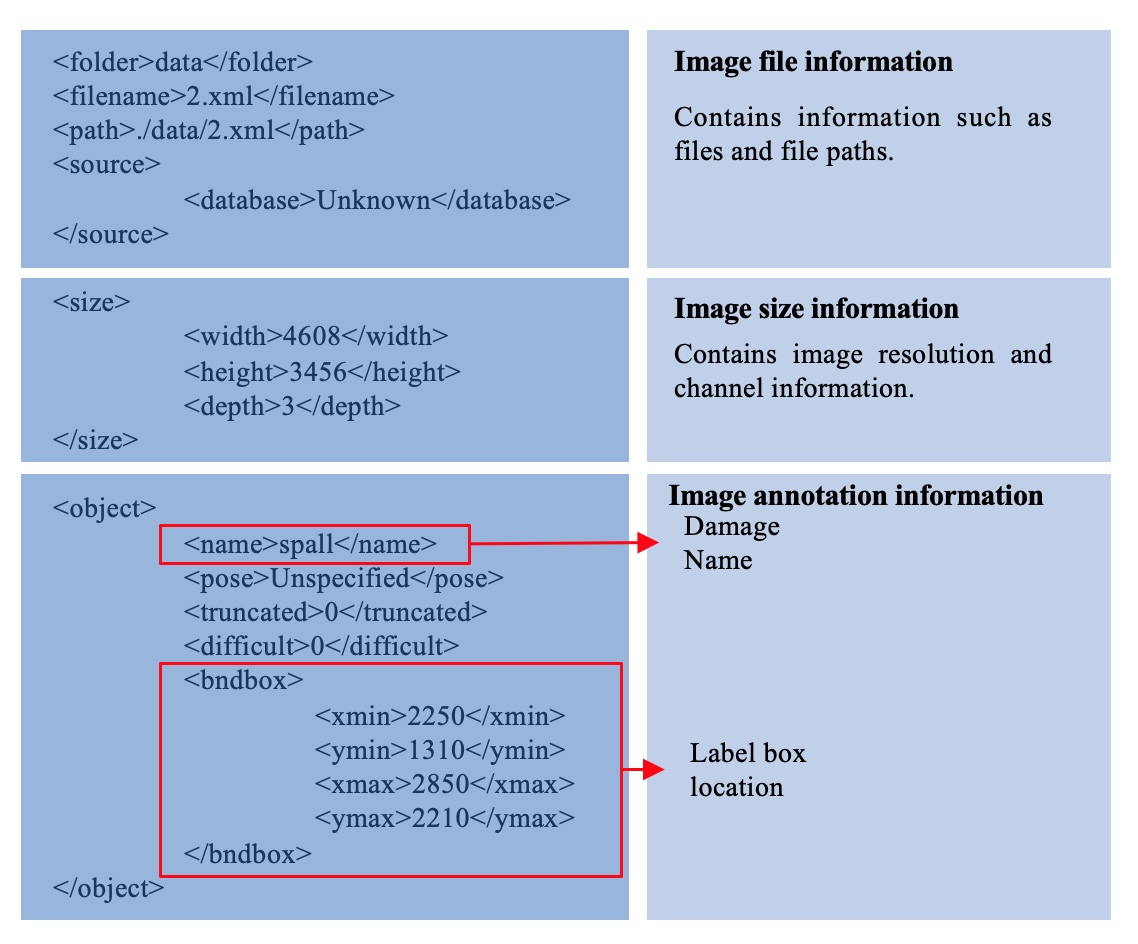 <folder>data</folder>
<filename>2.xml</filename>
<path>./data/2.xml</path>
<source>
<database>Unknown</database>
</source>
Image file information
Contains information such as
files and file paths.
<size>
<width>4608</width>
<height>3456</height>
<depth>3</depth>
</size>
Image size information
Contains image resolution and
channel information.
<object>
<name>spall</name>
<pose>Unspecified</pose>
<truncated>0</truncated>
<difficult>0</difficult>
<bndbox>
<xmin>2250</xmin>
<ymin>1310</ymin>
<xmax>2850</xmax>
<ymax>2210</ymax>
</bndbox>
</object>
Image annotation information
Damage
Name
Label box
location